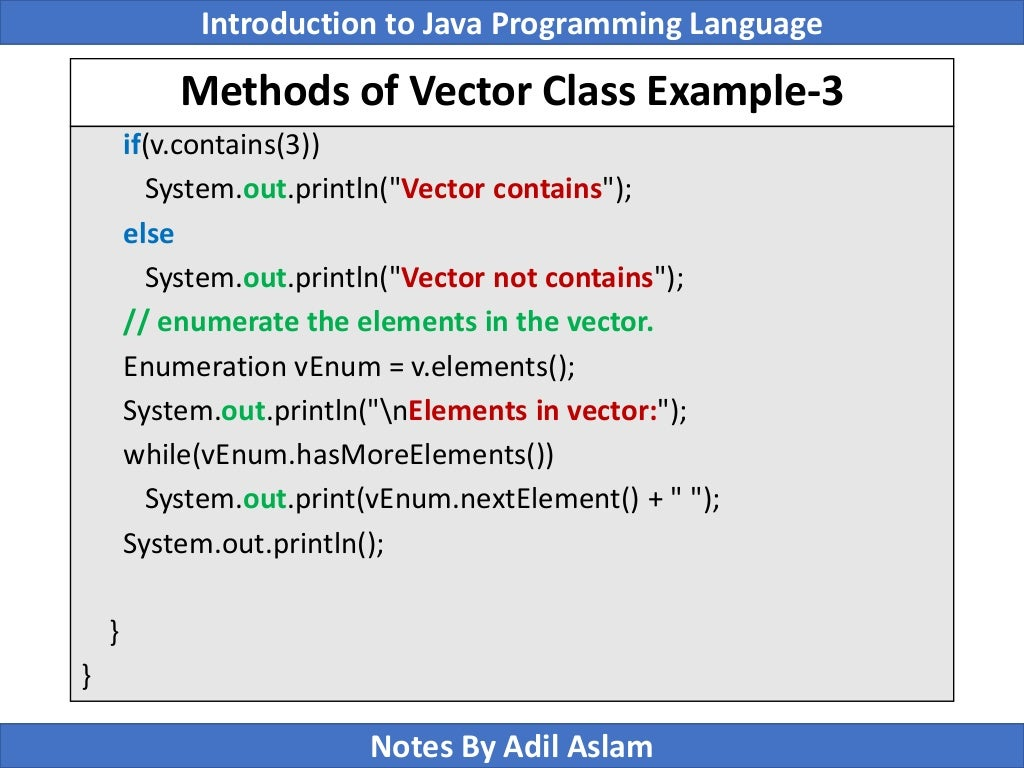 Introduction to Java Programming Language
Methods of Vector Class Example-3
if(v.contains(3))
System.out.println("Vector contains");
else
System.out.println("Vector not contains");
// enumerate the elements in the vector.
Enumeration vEnum = v.elements();
System.out.println("\nElements in vector:");
while(vEnum.hasMoreElements())
System.out.print(vEnum.nextElement() + " ");
System.out.println();
}
}
Notes By Adil Aslam